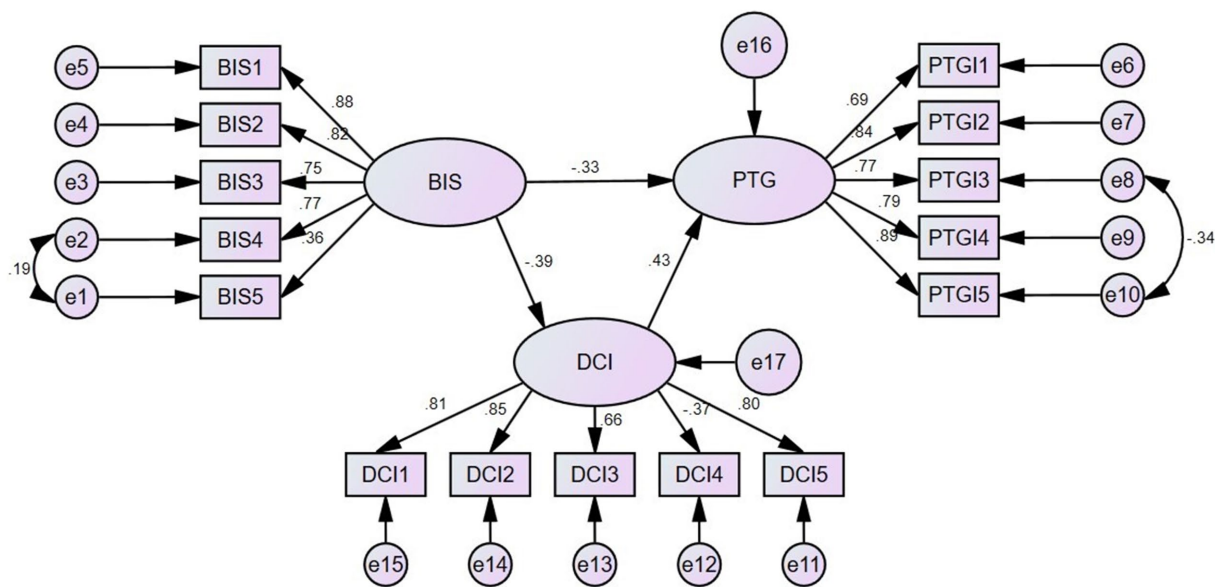 e5
BIS1
e4
BIS2
e3
BIS3
e2
BIS4
e1
BIS5
.19
.88
.82
.75
.77
.36
BIS
-.33
-.39
e16
PTG
.43
.69
.84
.77
.79
.89
PTGI1
e6
PTGI2
e7
PTGI3
e8
PTGI4
e9
PTGI5
e10
-.34
DCI
e17
.81
.85
.66
-.37
.80
DCI1
DCI2
DCI3
DCI4
DCI5
e15
e14
e13
e12
e11